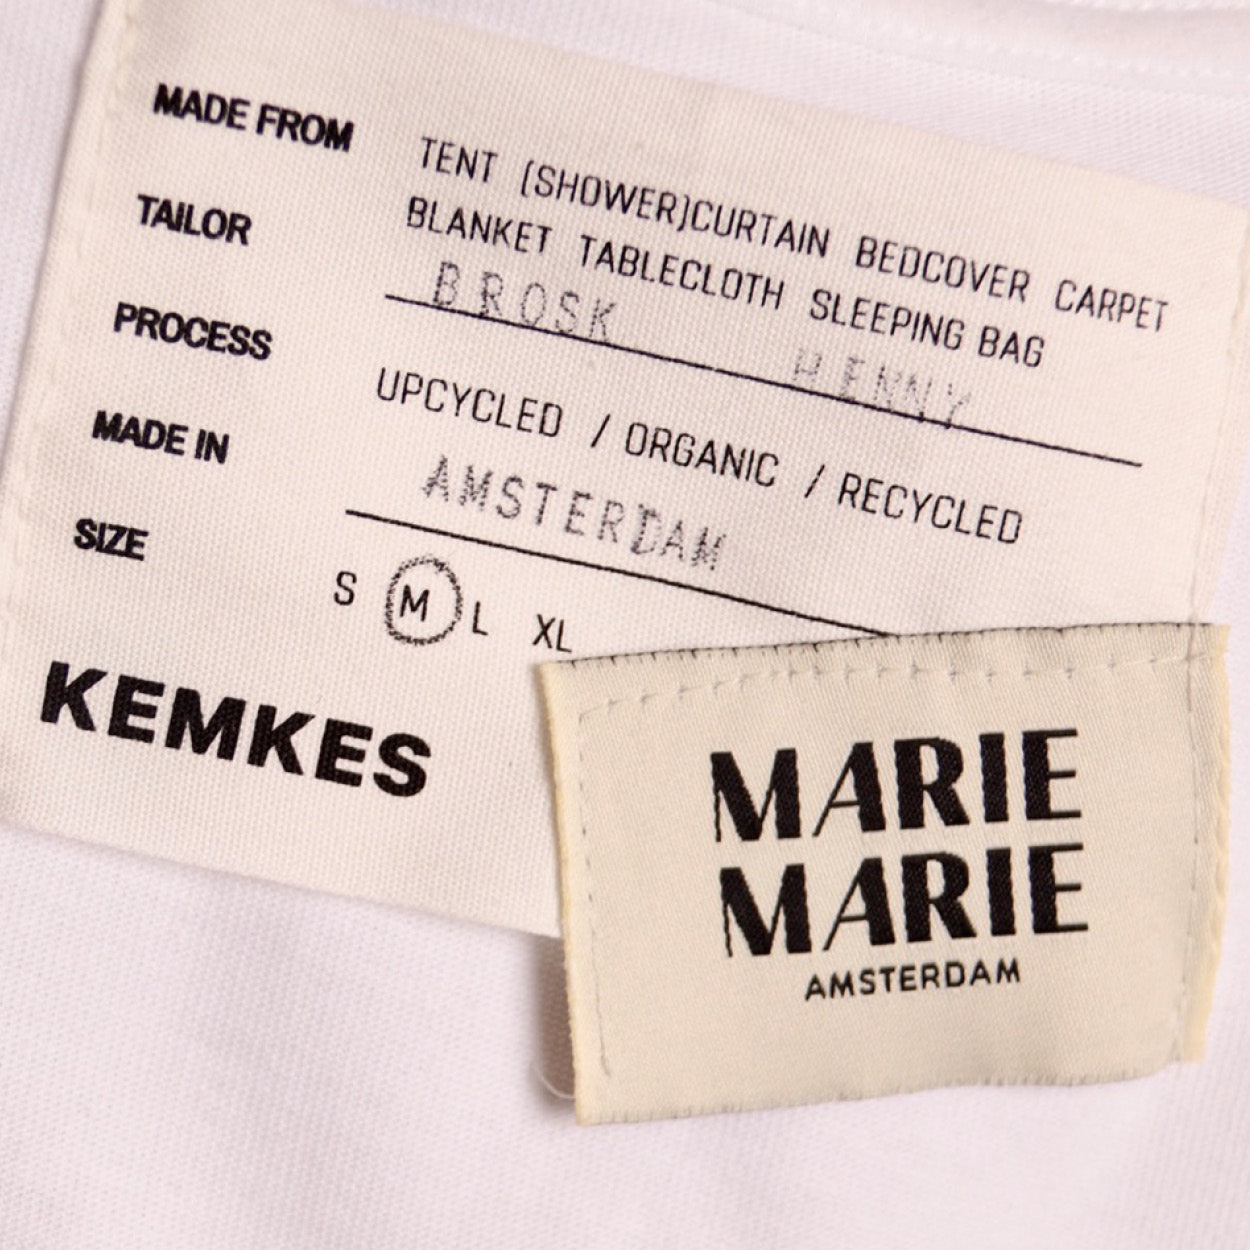 MADE FROM TENT (SHOWER)CURTAIN BEDCOVER CARPET
BLANKET TABLECLOTH SLEEPING BAG
TAILOR BROSK HENNY
PROCESS UPCYCLED / ORGANIC / RECYCLED
MADE IN AMSTERDAM
SIZE S M L XL
KEMKES
MARIE
MARIE
AMSTERDAM